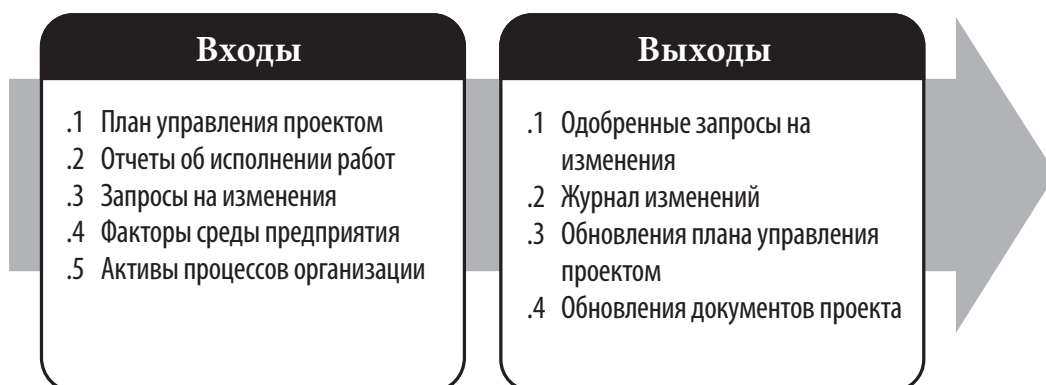 Входы
.1 План управления проектом
.2 Отчеты об исполнении работ
.3 Запросы на изменения
.4 Факторы среды предприятия
.5 Активы процессов организации
Выходы
.1 Одобренные запросы на
изменения
.2 Журнал изменений
.3 Обновления плана управления
проектом
.4 Обновления документов проекта